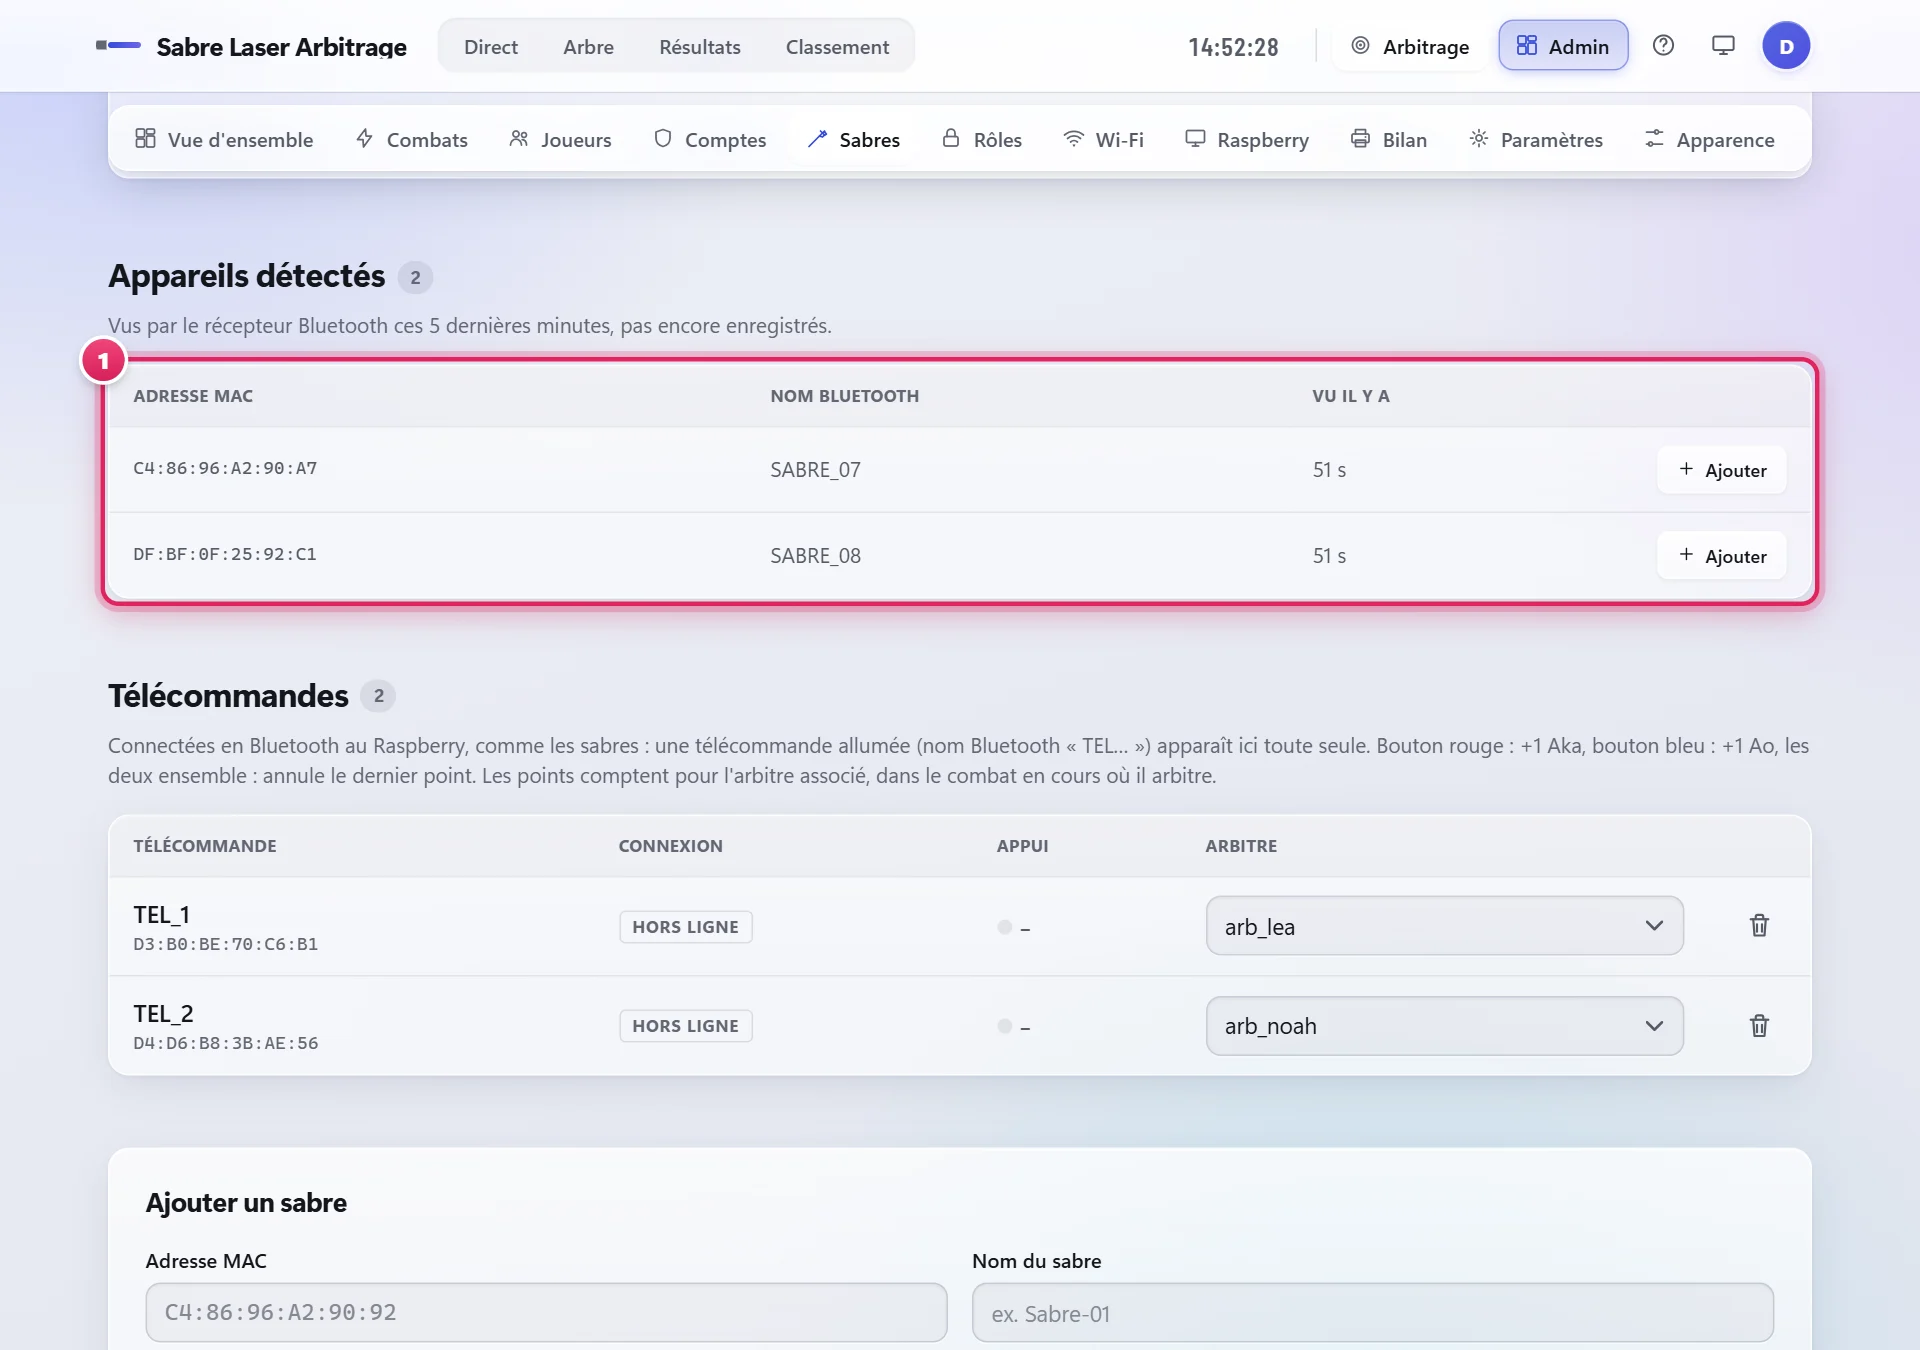 Sabre Laser Arbitrage
Direct
Arbre
Résultats
Classement
14:52:28
Arbitrage
Admin
D
Vue d'ensemble
Combats
Joueurs
Comptes
Sabres
Rôles
Wi-Fi
Raspberry
Bilan
Paramètres
Apparence
Appareils détectés 2
Vus par le récepteur Bluetooth ces 5 dernières minutes, pas encore enregistrés.
1
ADRESSE MAC NOM BLUETOOTH VU IL Y A
C4:86:96:A2:90:A7 SABRE_07 51 s + Ajouter
DF:BF:0F:25:92:C1 SABRE_08 51 s + Ajouter
Télécommandes 2
Connectées en Bluetooth au Raspberry, comme les sabres : une télécommande allumée (nom Bluetooth « TEL... ») apparaît ici toute seule. Bouton rouge : +1 Aka, bouton bleu : +1 Ao, les
deux ensemble : annule le dernier point. Les points comptent pour l'arbitre associé, dans le combat en cours où il arbitre.
TÉLÉCOMMANDE CONNEXION APPUI ARBITRE
TEL_1
D3:B0:BE:70:C6:B1
HORS LIGNE
–
arb_lea
TEL_2
D4:D6:B8:3B:AE:56
HORS LIGNE
–
arb_noah
Ajouter un sabre
Adresse MAC
C4:86:96:A2:90:92
Nom du sabre
ex. Sabre-01